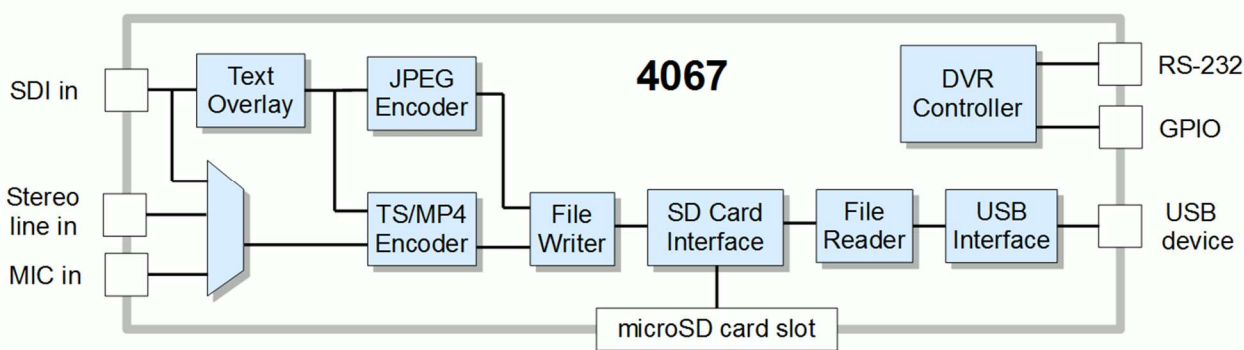 4067
SDI in
Text
Overlay
JPEG
Encoder
DVR
Controller
RS-232
GPIO
Stereo
line in
MIC in
TS/MP4
Encoder
File
Writer
SD Card
Interface
File
Reader
USB
Interface
USB
device
microSD card slot